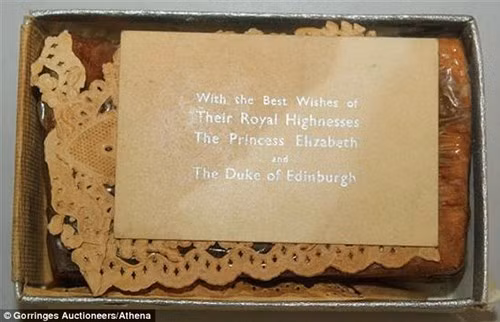 With the Best Wishes of
Their Royal Highnesses
The Princess Elizabeth
and
The Duke of Edinburgh
© Gorringes Auctioneers/Athena